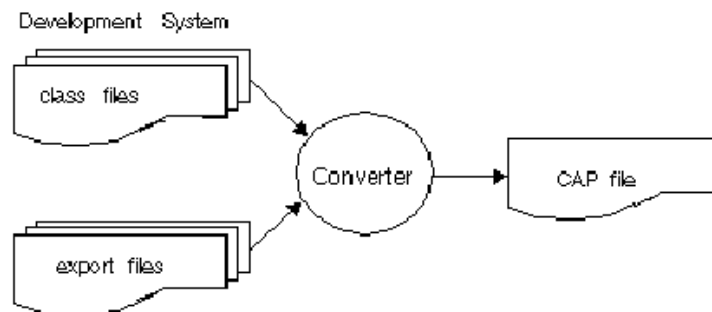 Development System
class files
Converter
CAP file
export files